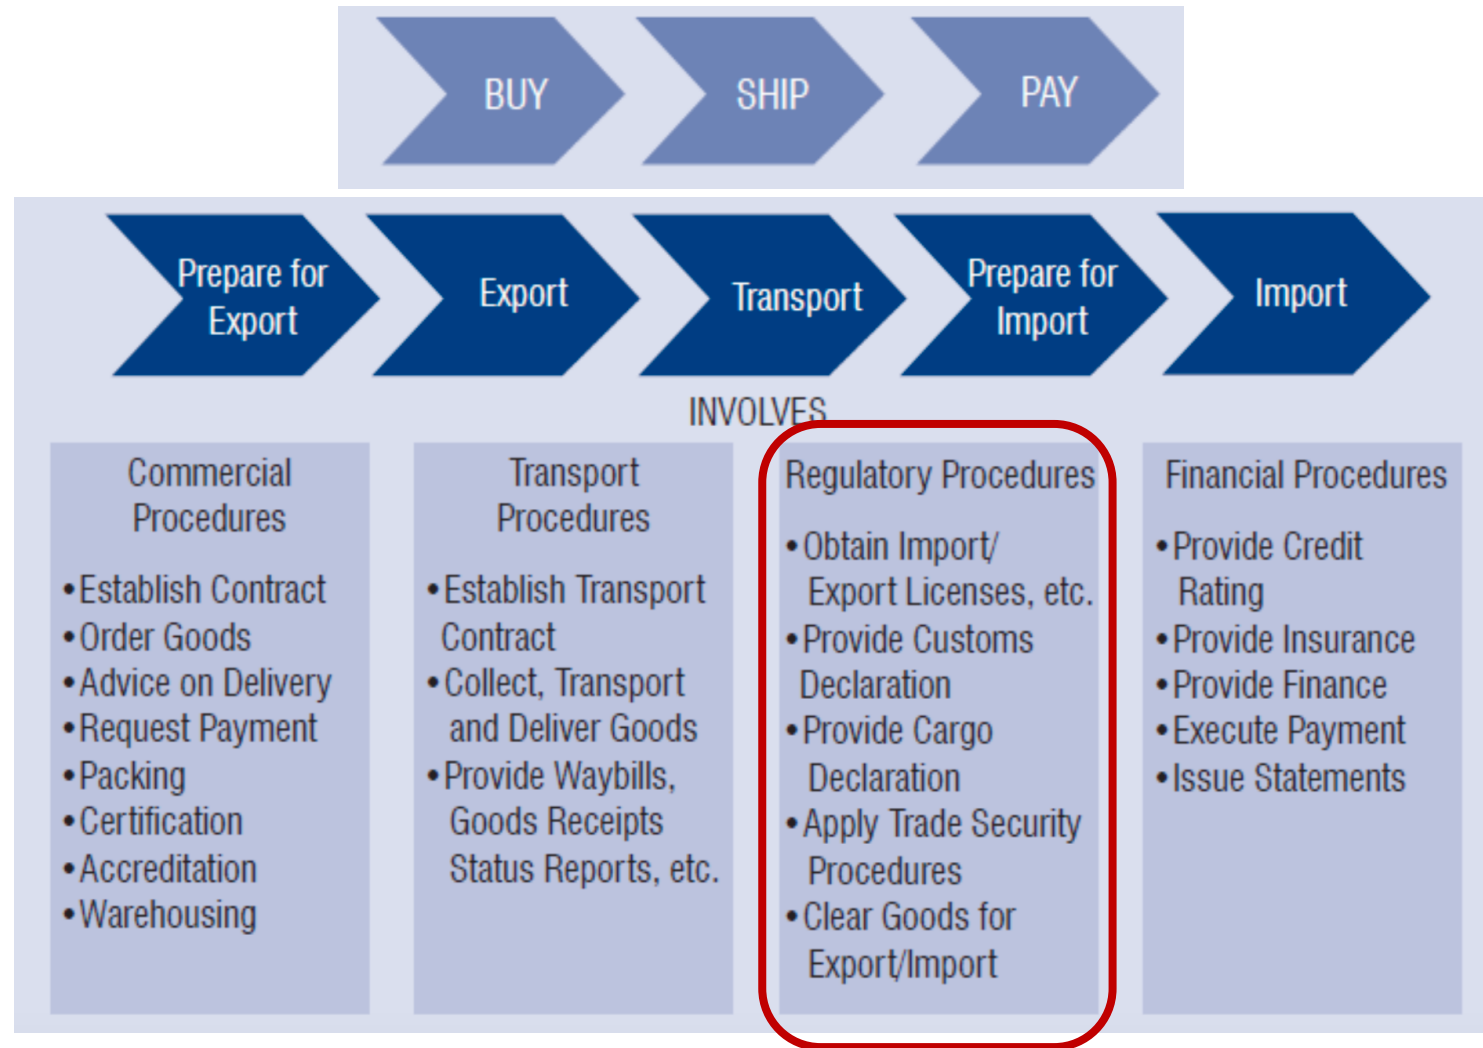 BUY
SHIP
PAY
Prepare for
Export
Export
Transport
Prepare for
Import
Import
INVOLVES
Commercial
Procedures
•Establish Contract
•Order Goods
•Advice on Delivery
•Request Payment
•Packing
•Certification
•Accreditation
•Warehousing
Transport
Procedures
•Establish Transport
Contract
•Collect, Transport
and Deliver Goods
•Provide Waybills,
Goods Receipts
Status Reports, etc.
Regulatory Procedures
•Obtain Import/
Export Licenses, etc.
•Provide Customs
Declaration
•Provide Cargo
Declaration
•Apply Trade Security
Procedures
•Clear Goods for
Export/Import
Financial Procedures
•Provide Credit
Rating
•Provide Insurance
•Provide Finance
•Execute Payment
•Issue Statements